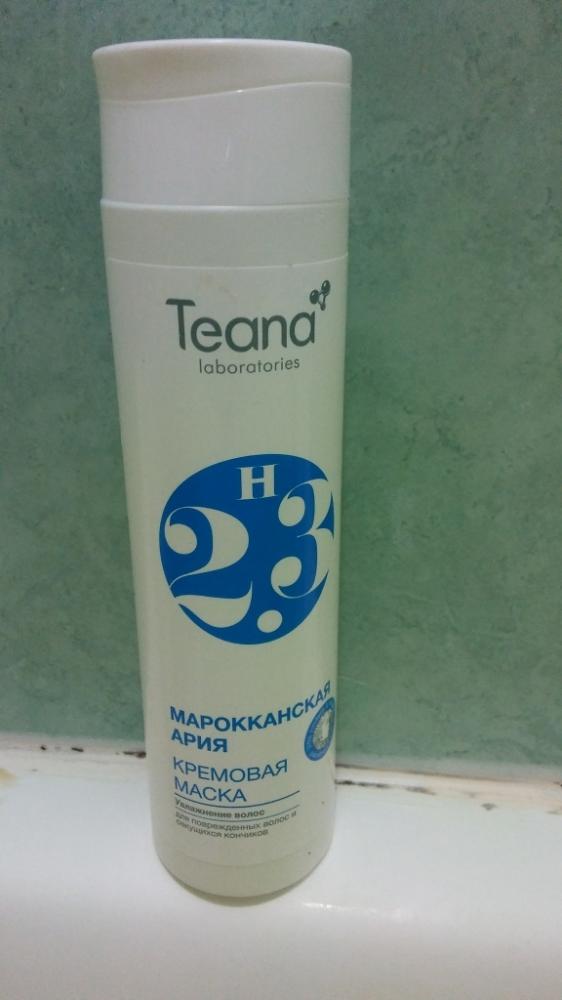 Teana
laboratories
H
2.3
МАРОККАНСКАЯ
АРИЯ
КРЕМОВАЯ
МАСКА
Увлажнение волос
для поврежденных волос и
секущихся кончиков